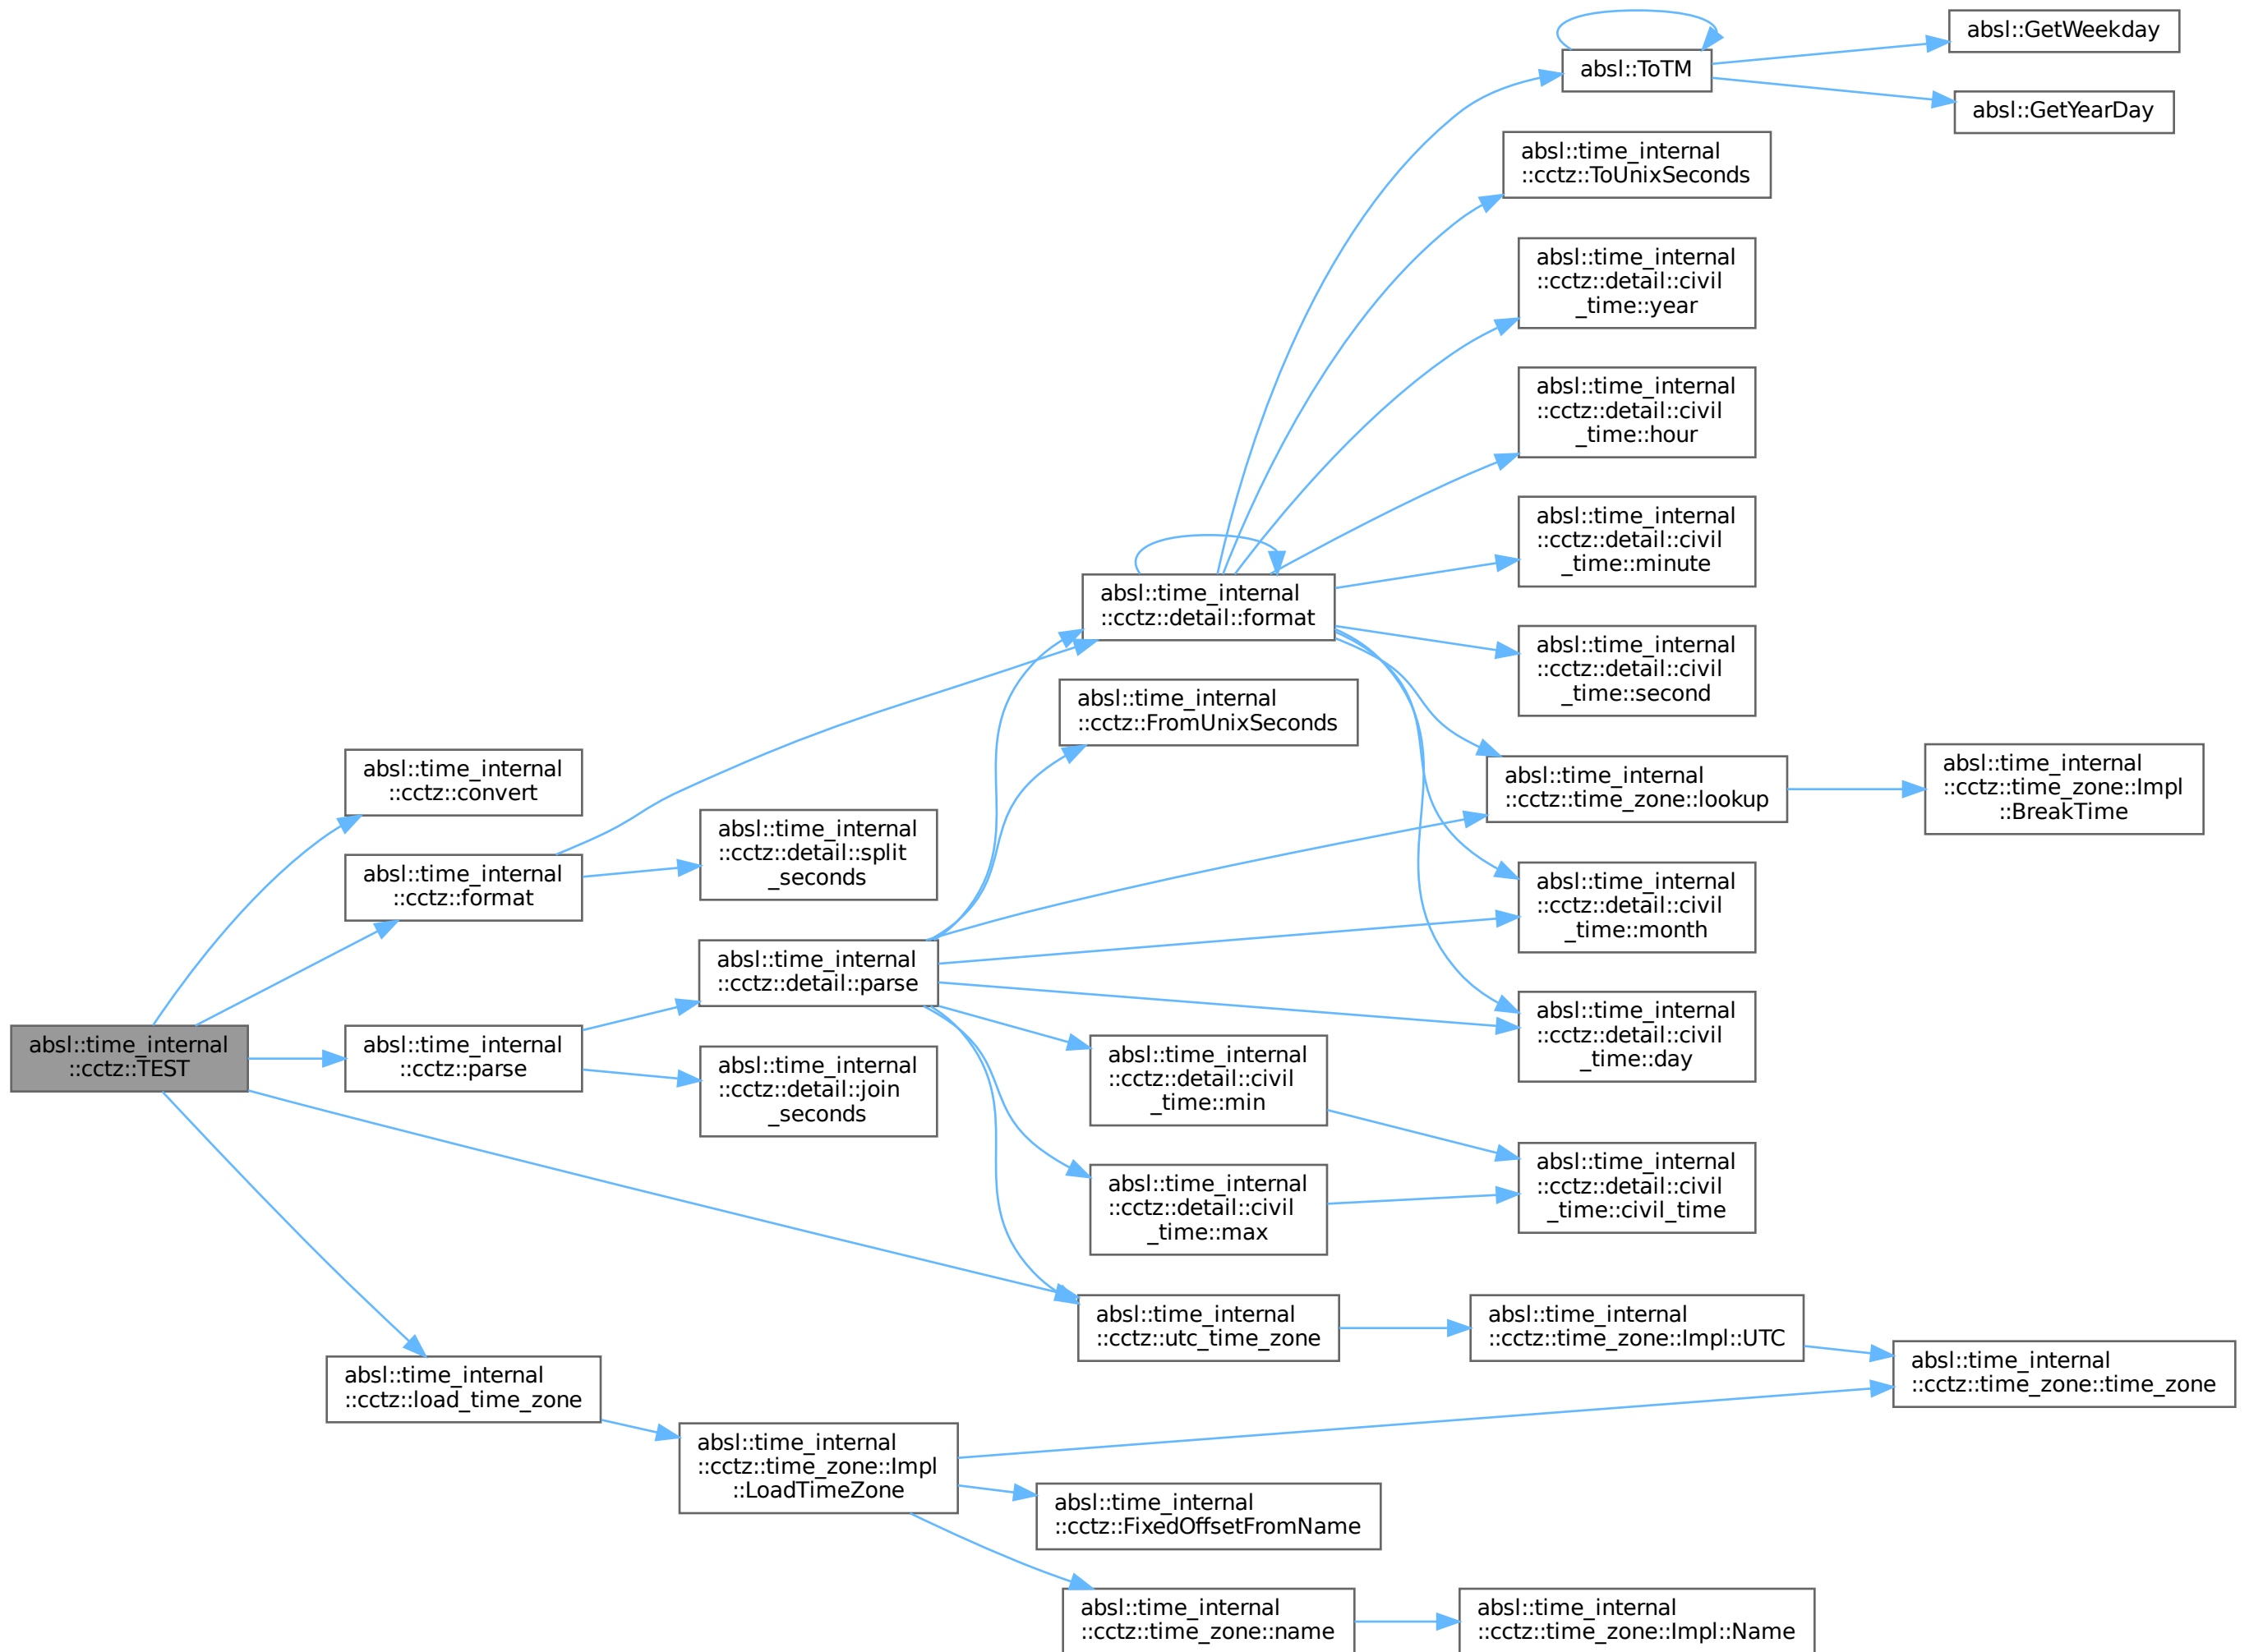 absl::GetWeekday
absl::ToTM
absl::GetYearDay
absl::time_internal
::cctz::ToUnixSeconds
absl::time_internal
::cctz::detail::civil
_time::year
absl::time_internal
::cctz::detail::civil
_time::hour
absl::time_internal
::cctz::detail::civil
_time::minute
absl::time_internal
::cctz::detail::format
absl::time_internal
::cctz::detail::civil
_time::second
absl::time_internal
::cctz::FromUnixSeconds
absl::time_internal
::cctz::convert
absl::time_internal
::cctz::time_zone::lookup
absl::time_internal
::cctz::time_zone::Impl
::BreakTime
absl::time_internal
::cctz::detail::split
_seconds
absl::time_internal
::cctz::format
absl::time_internal
::cctz::detail::civil
_time::month
absl::time_internal
::cctz::detail::parse
absl::time_internal
::cctz::detail::civil
_time::day
absl::time_internal
::cctz::TEST
absl::time_internal
::cctz::parse
absl::time_internal
::cctz::detail::civil
_time::min
absl::time_internal
::cctz::detail::join
_seconds
absl::time_internal
::cctz::detail::civil
_time::civil_time
absl::time_internal
::cctz::detail::civil
_time::max
absl::time_internal
::cctz::utc_time_zone
absl::time_internal
::cctz::time_zone::Impl::UTC
absl::time_internal
::cctz::time_zone::time_zone
absl::time_internal
::cctz::load_time_zone
absl::time_internal
::cctz::time_zone::Impl
::LoadTimeZone
absl::time_internal
::cctz::FixedOffsetFromName
absl::time_internal
::cctz::time_zone::name
absl::time_internal
::cctz::time_zone::Impl::Name